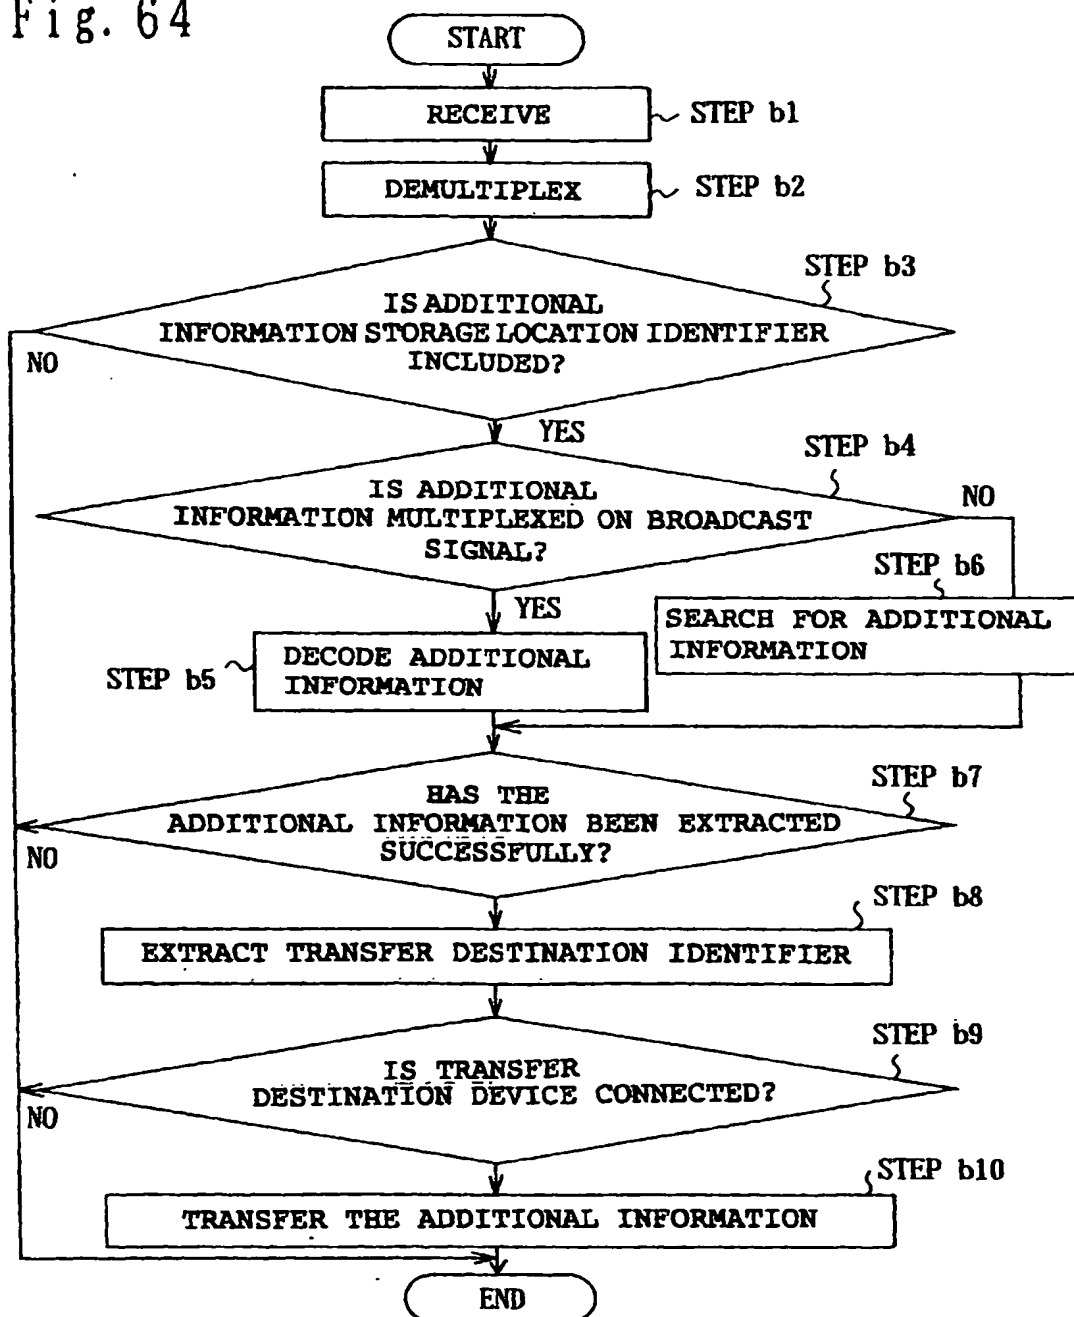 Fig. 64
START
RECEIVE
STEP b1
DEMULTIPLEX
STEP b2
STEP b3
IS ADDITIONAL
INFORMATION STORAGE LOCATION IDENTIFIER
INCLUDED?
NO
YES
STEP b4
IS ADDITIONAL
INFORMATION MULTIPLEXED ON BROADCAST
SIGNAL?
NO
YES
STEP b6
SEARCH FOR ADDITIONAL
INFORMATION
STEP b5
DECODE ADDITIONAL
INFORMATION
STEP b7
HAS THE
ADDITIONAL INFORMATION BEEN EXTRACTED
SUCCESSFULLY?
NO
STEP b8
EXTRACT TRANSFER DESTINATION IDENTIFIER
STEP b9
IS TRANSFER
DESTINATION DEVICE CONNECTED?
NO
STEP b10
TRANSFER THE ADDITIONAL INFORMATION
END